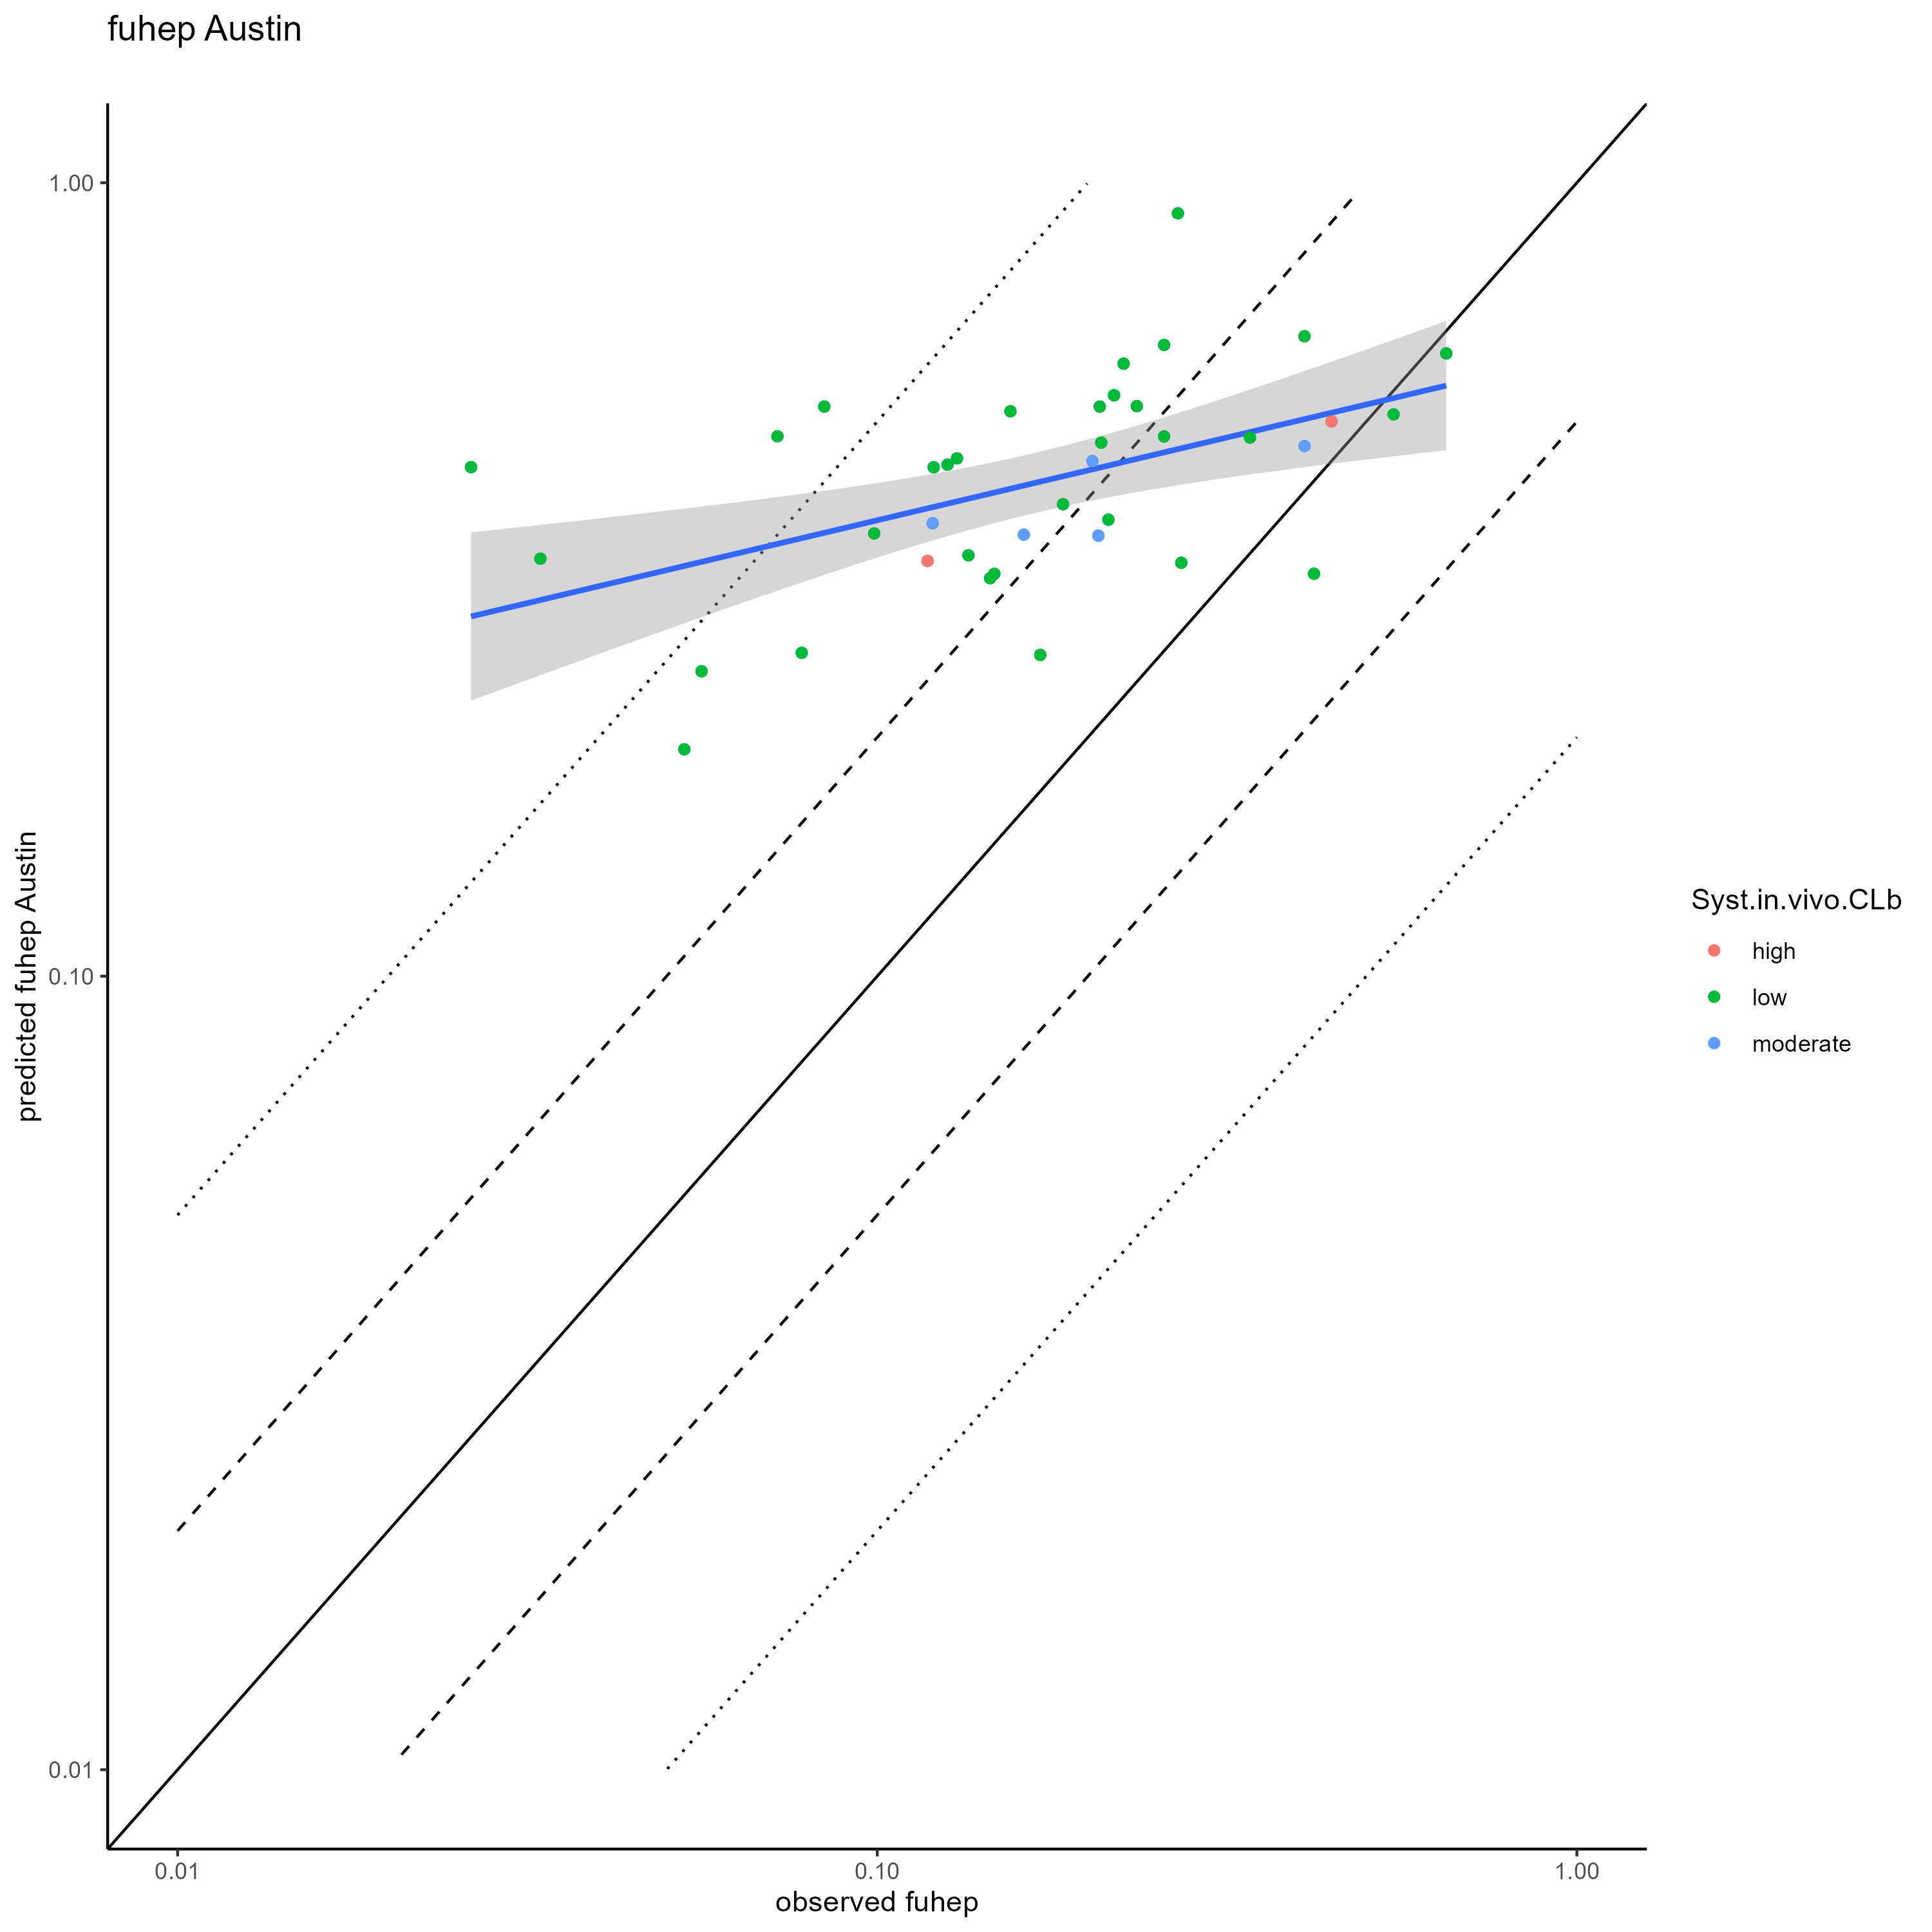 fuhep Austin
1.00
0.10
0.01
predicted fuhep Austin
0.01
0.10
1.00
observed fuhep
Syst.in.vivo.CLb
high
low
moderate